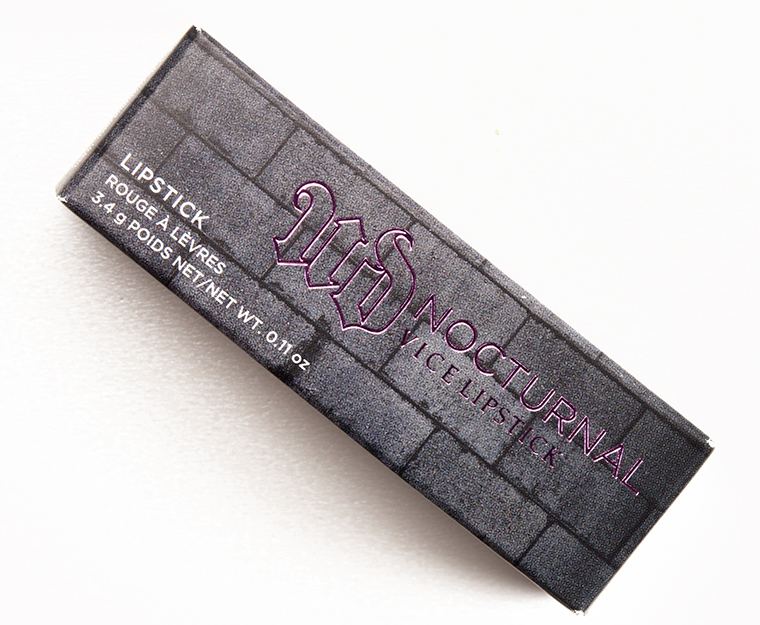 LIPSTICK
ROUGE À LÈVRES
3,4 g POIDS NET/NET WT. 0.11 oz
UD
NOCTURNAL
VICE LIPSTICK